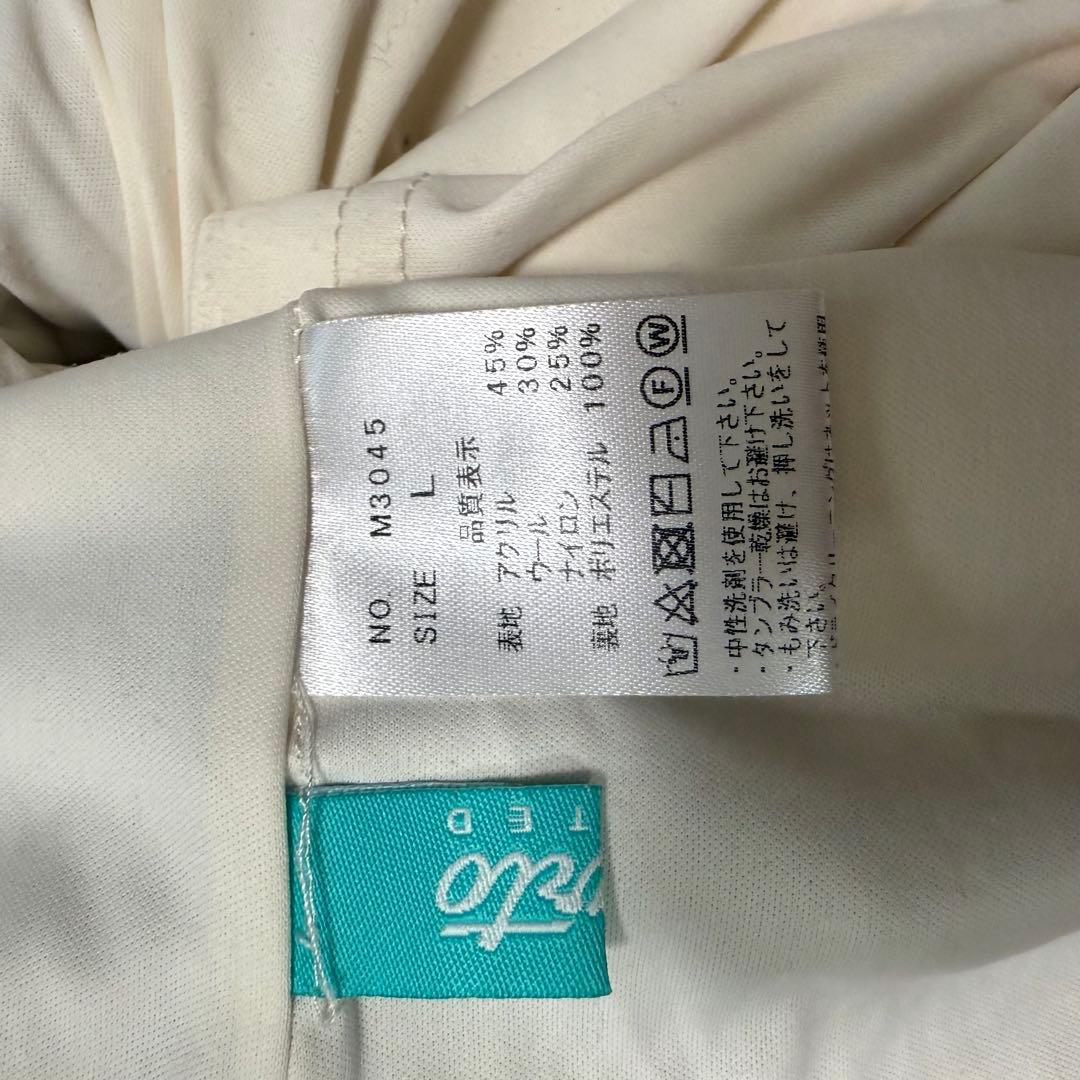 NO. M3045
SIZE L
品質表示
表地 アクリル 45%
ウール 30%
ナイロン 25%
裏地 ポリエステル 100%
F W
・中性洗剤を使用して下さい。
・タンブラー乾燥はお避け下さい。
・もみ洗いは避け、押し洗いをして
下さい。
TED